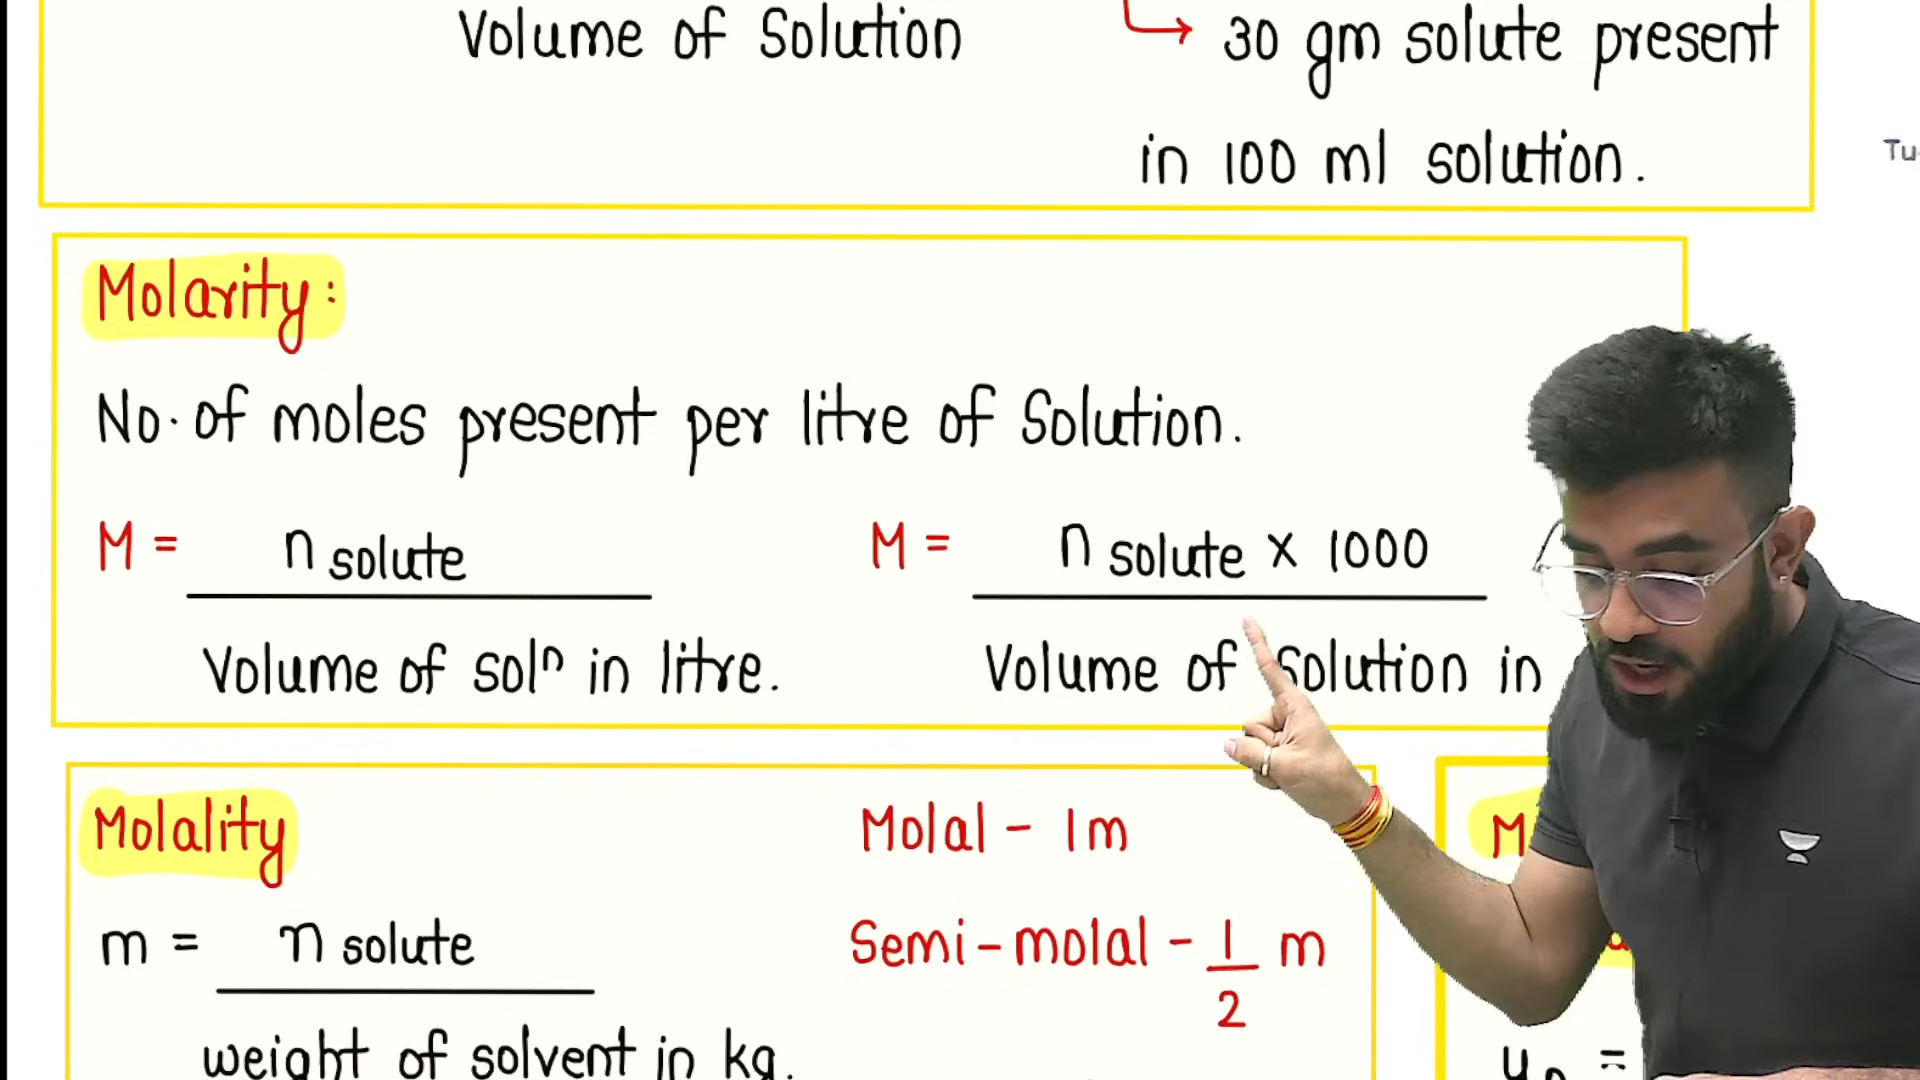 Volume of Solution
↳ 30 gm solute present
in 100 ml solution.
Molarity:
No. of moles present per litre of Solution.
M = n solute
Volume of solⁿ in litre.
M = n solute × 1000
Volume of Solution in
Molality
m = n solute
weight of solvent in kg.
Molal - 1m
Semi-molal - 1/2 m